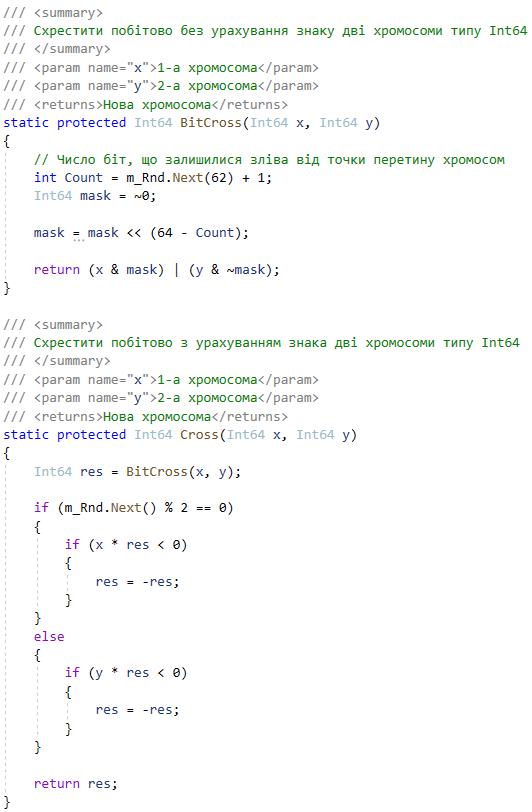 /// <summary>
/// Схрестити побітово без урахування знаку дві хромосоми типу Int64
/// </summary>
/// <param name="x">1-а хромосома</param>
/// <param name="y">2-а хромосома</param>
/// <returns>Нова хромосома</returns>
static protected Int64 BitCross(Int64 x, Int64 y)
{
    // Число біт, що залишилися зліва від точки перетину хромосом
    int Count = m_Rnd.Next(62) + 1;
    Int64 mask = ~0;

    mask = mask << (64 - Count);

    return (x & mask) | (y & ~mask);
}

/// <summary>
/// Схрестити побітово з урахуванням знака дві хромосоми типу Int64
/// </summary>
/// <param name="x">1-а хромосома</param>
/// <param name="y">2-а хромосома</param>
/// <returns>Нова хромосома</returns>
static protected Int64 Cross(Int64 x, Int64 y)
{
    Int64 res = BitCross(x, y);

    if (m_Rnd.Next() % 2 == 0)
    {
        if (x * res < 0)
        {
            res = -res;
        }
    }
    else
    {
        if (y * res < 0)
        {
            res = -res;
        }
    }

    return res;
}